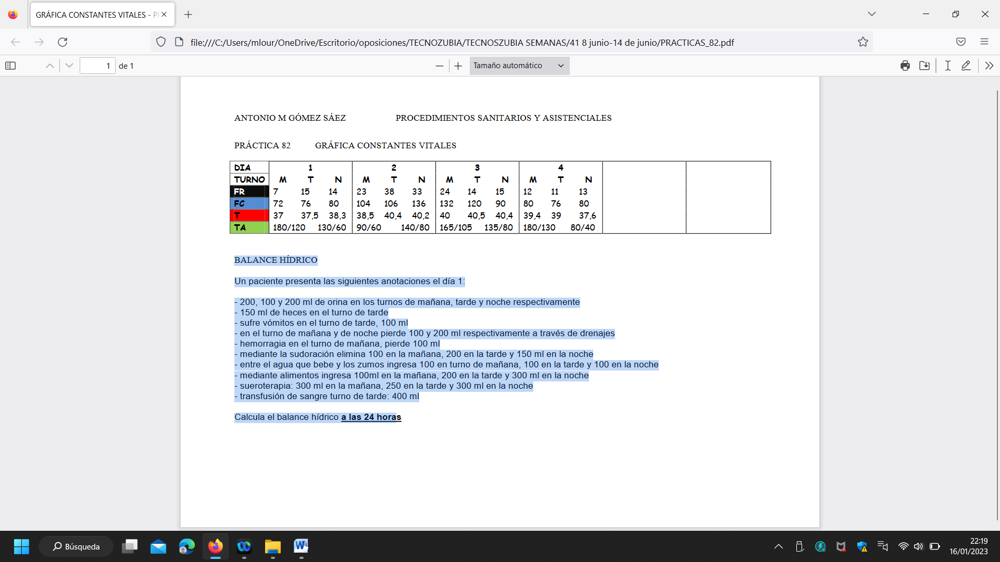 GRÁFICA CONSTANTES VITALES - PR
file:///C:/Users/mlour/OneDrive/Escritorio/oposiciones/TECNOZUBIA/TECNOSZUBIA SEMANAS/41 8 junio-14 de junio/PRACTICAS_82.pdf
1 de 1 Tamaño automático
ANTONIO M GÓMEZ SÁEZ PROCEDIMIENTOS SANITARIOS Y ASISTENCIALES
PRÁCTICA 82 GRÁFICA CONSTANTES VITALES
DIA 1 2 3 4
TURNO M T N M T N M T N M T N
FR 7 15 14 23 38 33 24 14 15 12 11 13
FC 72 76 80 104 106 136 132 120 90 80 76 80
T 37 37,5 38,3 38,5 40,4 40,2 40 40,5 40,4 39,4 39 37,6
TA 180/120 130/60 90/60 140/80 165/105 135/80 180/130 80/40
BALANCE HÍDRICO
Un paciente presenta las siguientes anotaciones el día 1:
- 200, 100 y 200 ml de orina en los turnos de mañana, tarde y noche respectivamente
- 150 ml de heces en el turno de tarde
- sufre vómitos en el turno de tarde, 100 ml
- en el turno de mañana y de noche pierde 100 y 200 ml respectivamente a través de drenajes
- hemorragia en el turno de mañana, pierde 100 ml
- mediante la sudoración elimina 100 en la mañana, 200 en la tarde y 150 ml en la noche
- entre el agua que bebe y los zumos ingresa 100 en turno de mañana, 100 en la tarde y 100 en la noche
- mediante alimentos ingresa 100ml en la mañana, 200 en la tarde y 300 ml en la noche
- sueroterapia: 300 ml en la mañana, 250 en la tarde y 300 ml en la noche
- transfusión de sangre turno de tarde: 400 ml
Calcula el balance hídrico a las 24 horas
Búsqueda
22:19
16/01/2023